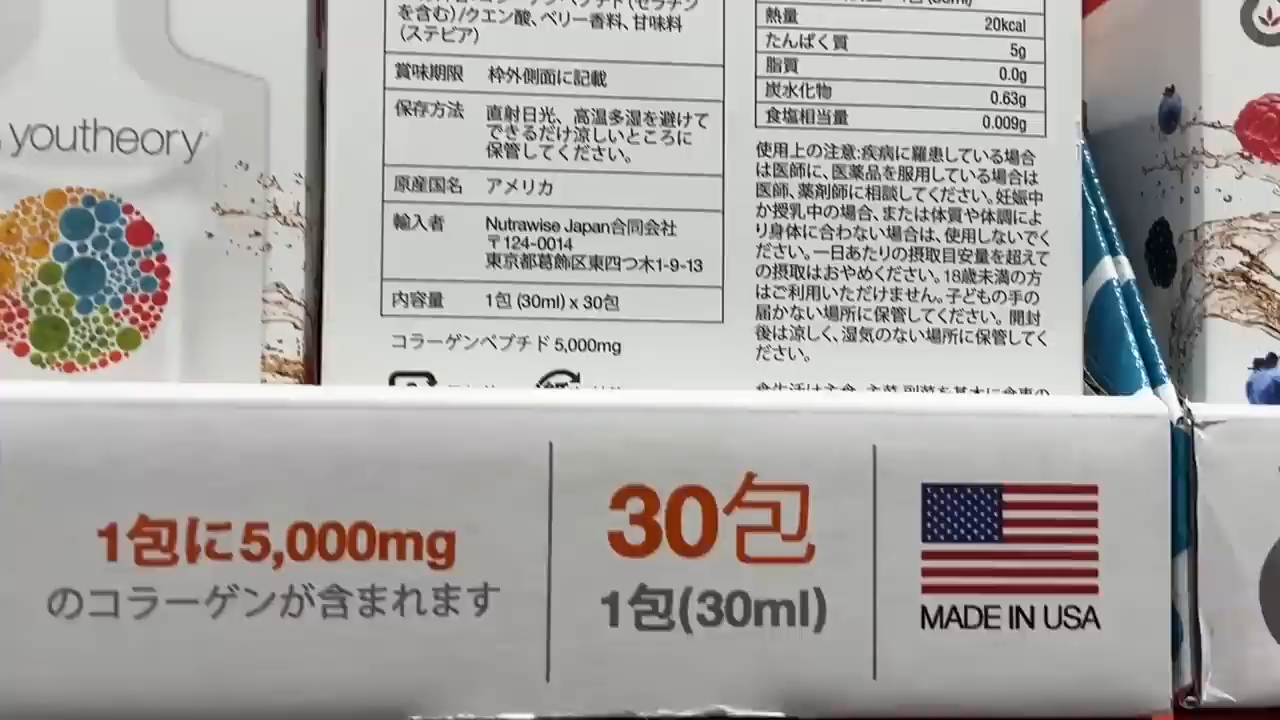 youtheory
を含む)/クエン酸、ベリー香料、甘味料
(ステビア)
賞味期限 枠外側面に記載
保存方法 直射日光、高温多湿を避けて
できるだけ涼しいところに
保管してください。
原産国名 アメリカ
輸入者 Nutrawise Japan合同会社
〒124-0014
東京都葛飾区東四つ木1-9-13
内容量 1包 (30ml) x 30包
コラーゲンペプチド 5,000mg
熱量 20kcal
たんぱく質 5g
脂質 0.0g
炭水化物 0.63g
食塩相当量 0.009g
使用上の注意:疾病に羅患している場合
は医師に、医薬品を服用している場合は
医師、薬剤師に相談してください。妊娠中
か授乳中の場合、または体質や体調によ
り身体に合わない場合は、使用しないでく
ださい。一日あたりの摂取目安量を超えて
の摂取はおやめください。18歳未満の方
はご利用いただけません。子どもの手の
届かない場所に保管してください。開封
後は涼しく、湿気のない場所に保管してく
ださい。
1包に5,000mg
のコラーゲンが含まれます
30包
1包(30ml)
MADE IN USA